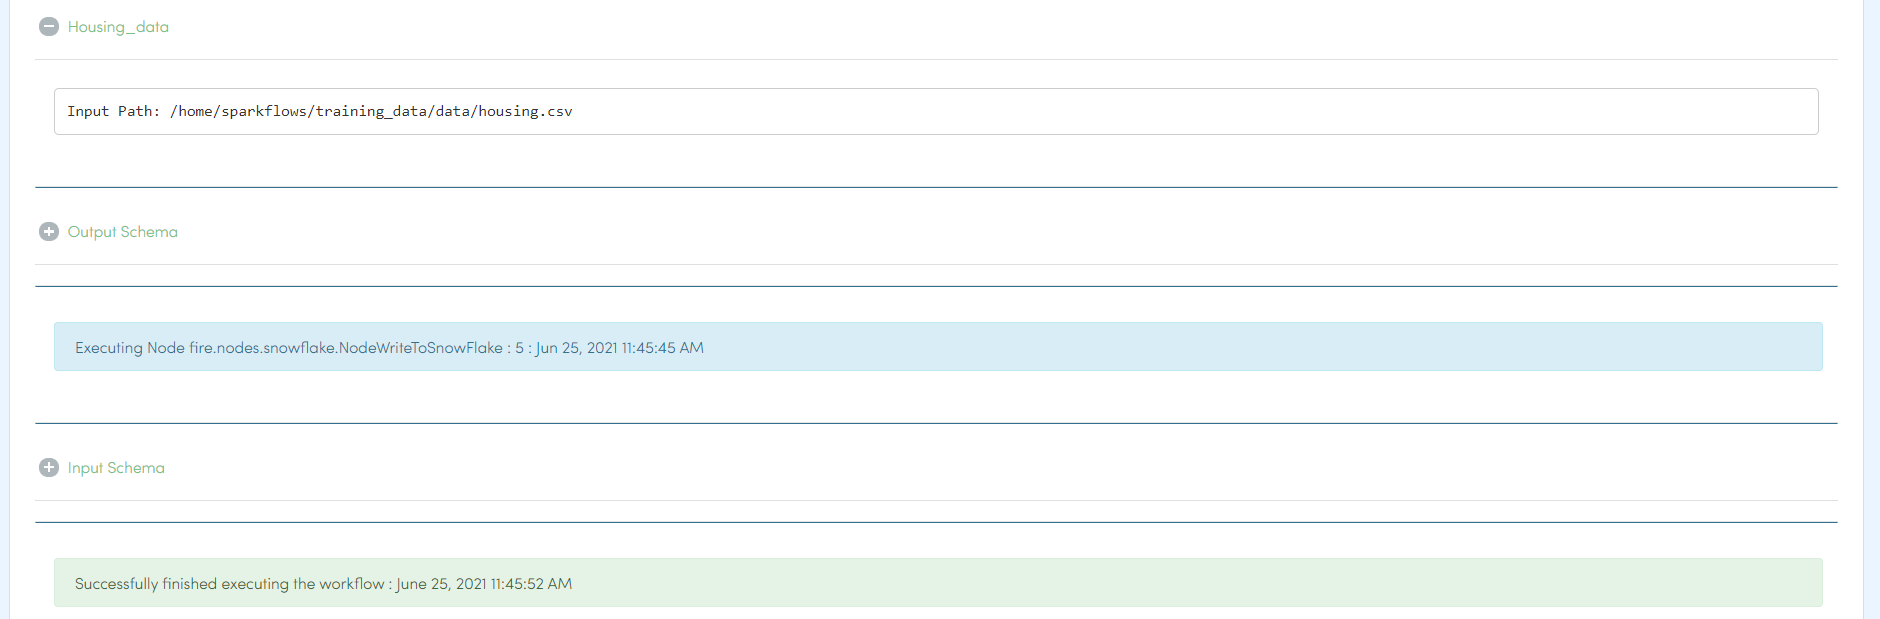 Housing_data
Input Path: /home/sparkflows/training_data/data/housing.csv
Output Schema
Executing Node fire.nodes.snowflake.NodeWriteToSnowFlake : 5 : Jun 25, 2021 11:45:45 AM
Input Schema
Successfully finished executing the workflow : June 25, 2021 11:45:52 AM